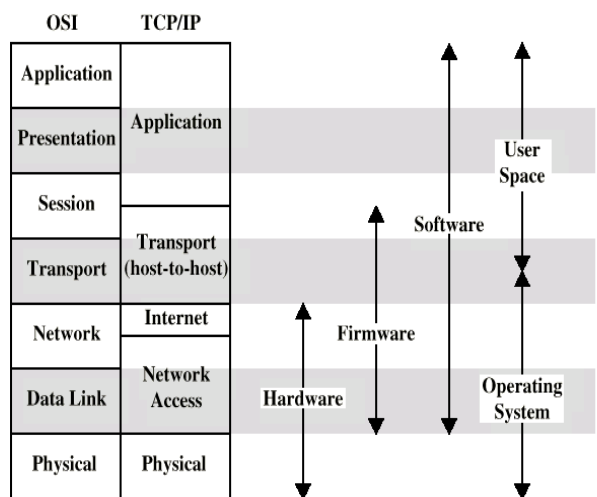 OSI TCP/IP
Application
Presentation
Session
Transport
Network
Data Link
Physical
Application
Transport
(host-to-host)
Internet
Network
Access
Physical
Hardware
Firmware
Software
User
Space
Operating
System